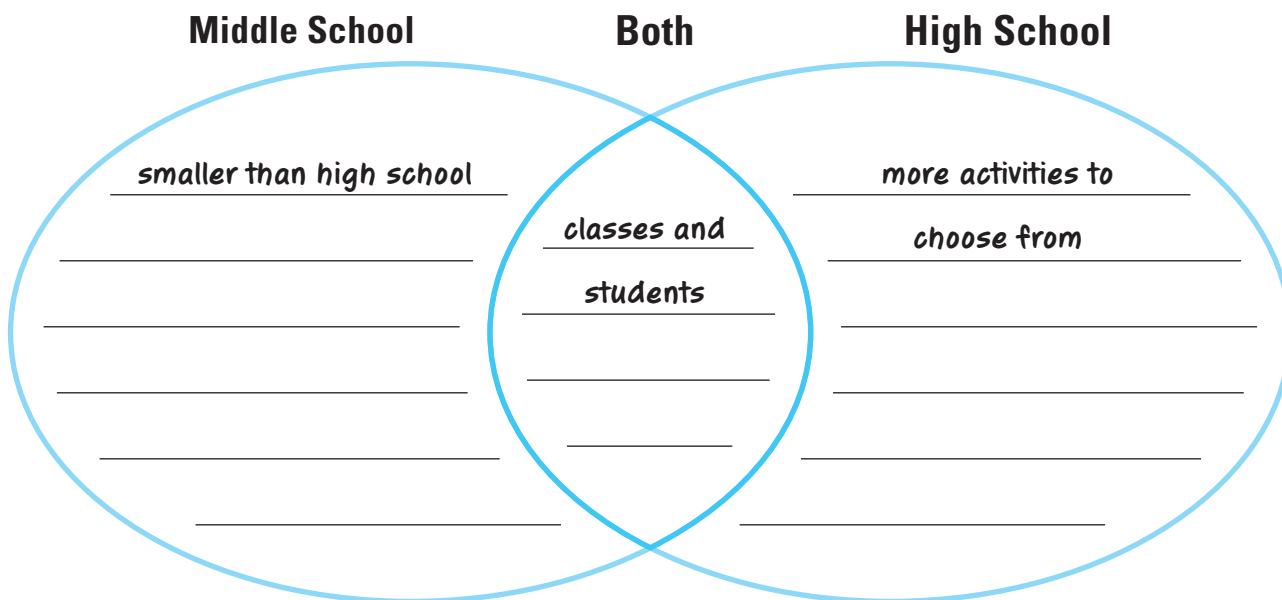 Middle School Both High School
smaller than high school
classes and
students
more activities to
choose from